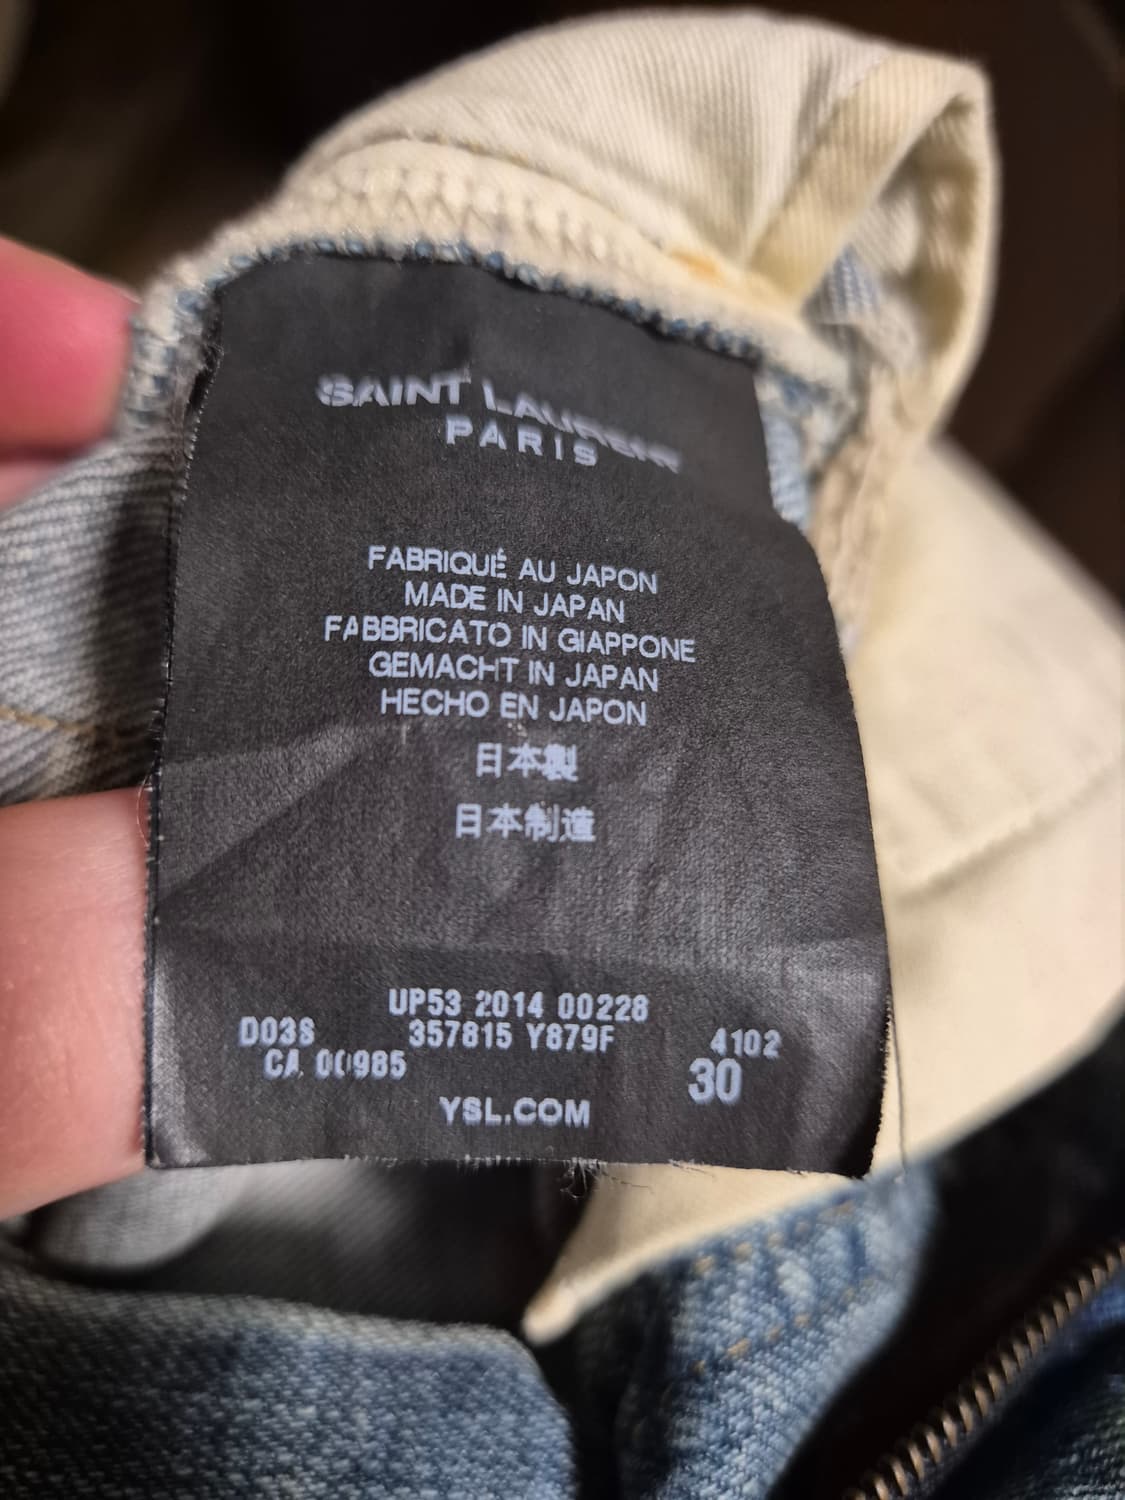 SAINT LAURENT
PARIS
FABRIQUÉ AU JAPON
MADE IN JAPAN
FABBRICATO IN GIAPPONE
GEMACHT IN JAPAN
HECHO EN JAPON
日本製
日本制造
UP53 2014 00228
D03S 357815 Y879F 4102
CA 00985 30
YSL.COM